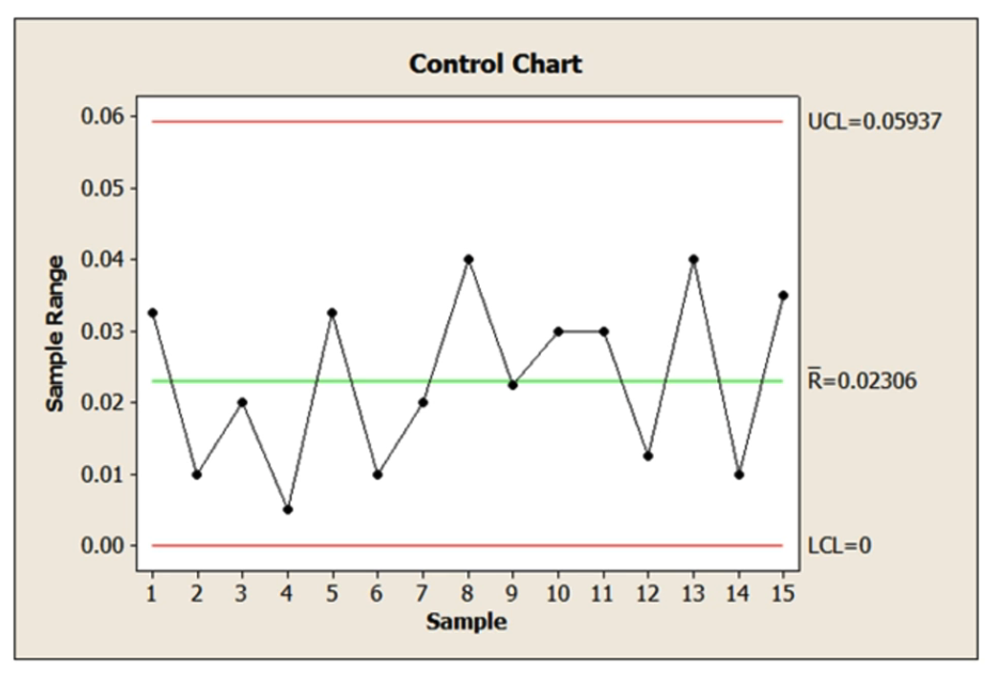 Control Chart
0.06
0.05
0.04
0.03
0.02
0.01
0.00
Sample Range
UCL=0.05937
R̅=0.02306
LCL=0
1 2 3 4 5 6 7 8 9 10 11 12 13 14 15
Sample